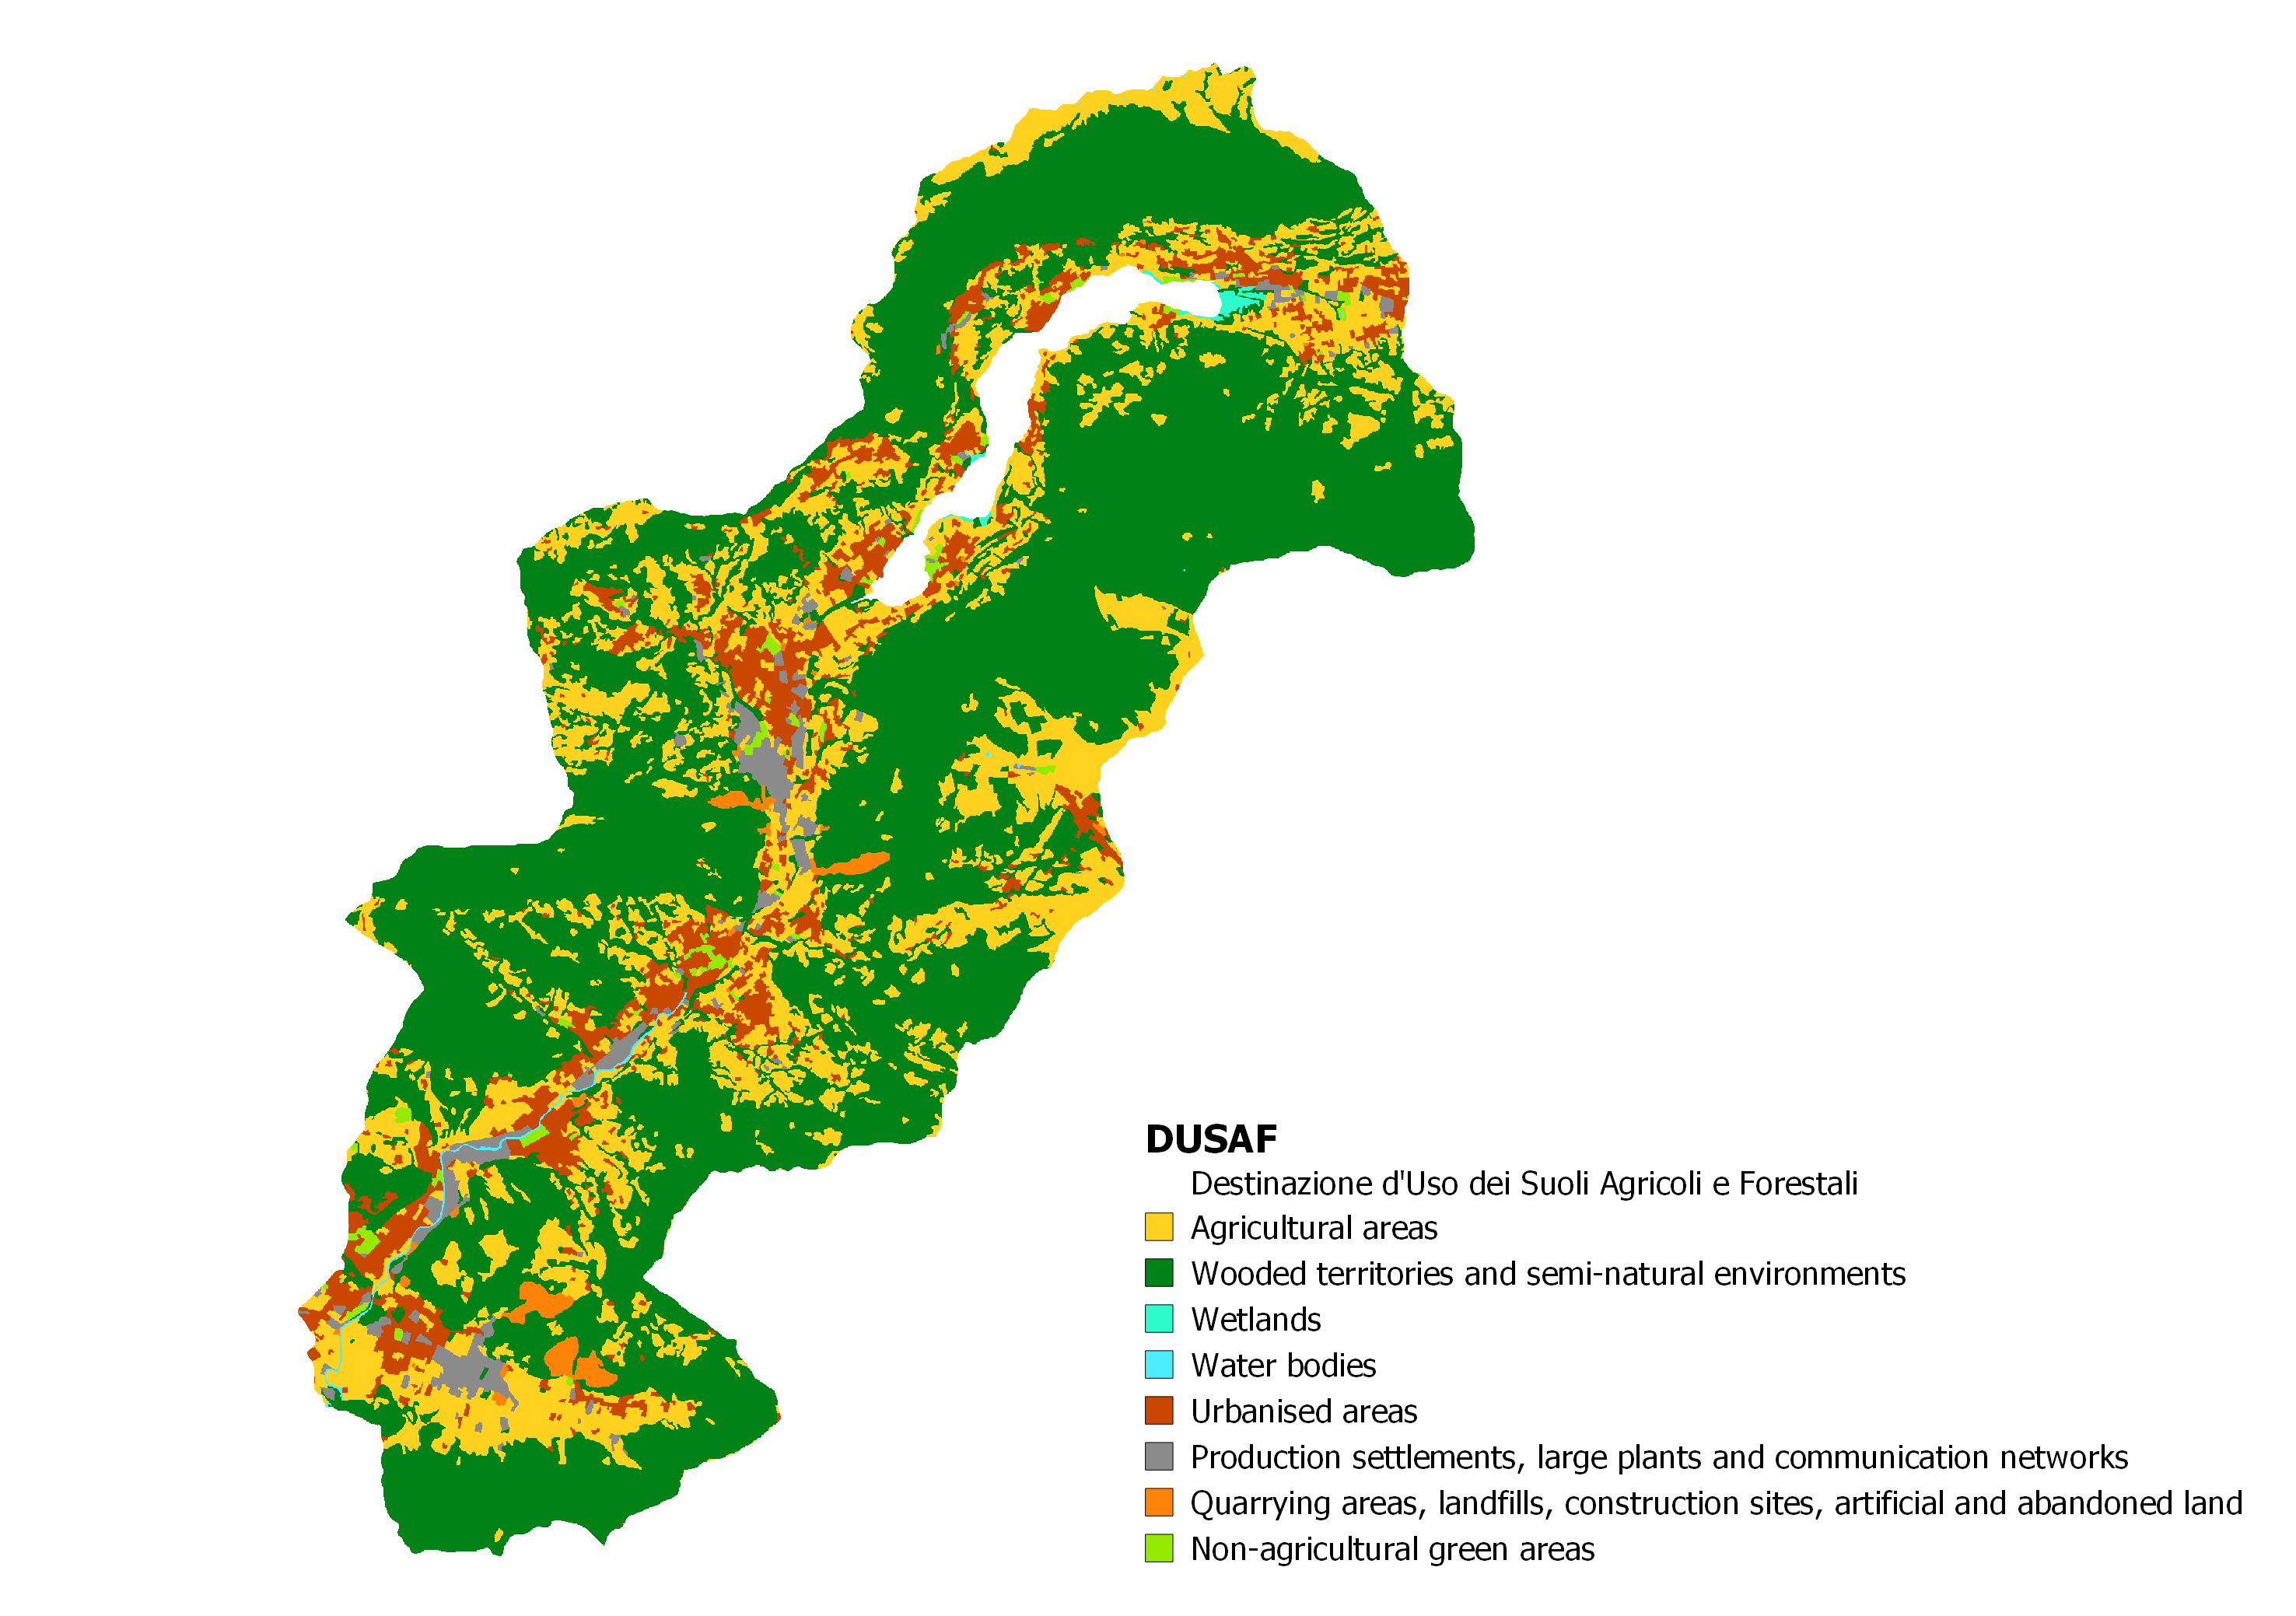 DUSAF
Destinazione d'Uso dei Suoli Agricoli e Forestali
Agricultural areas
Wooded territories and semi-natural environments
Wetlands
Water bodies
Urbanised areas
Production settlements, large plants and communication networks
Quarrying areas, landfills, construction sites, artificial and abandoned land
Non-agricultural green areas